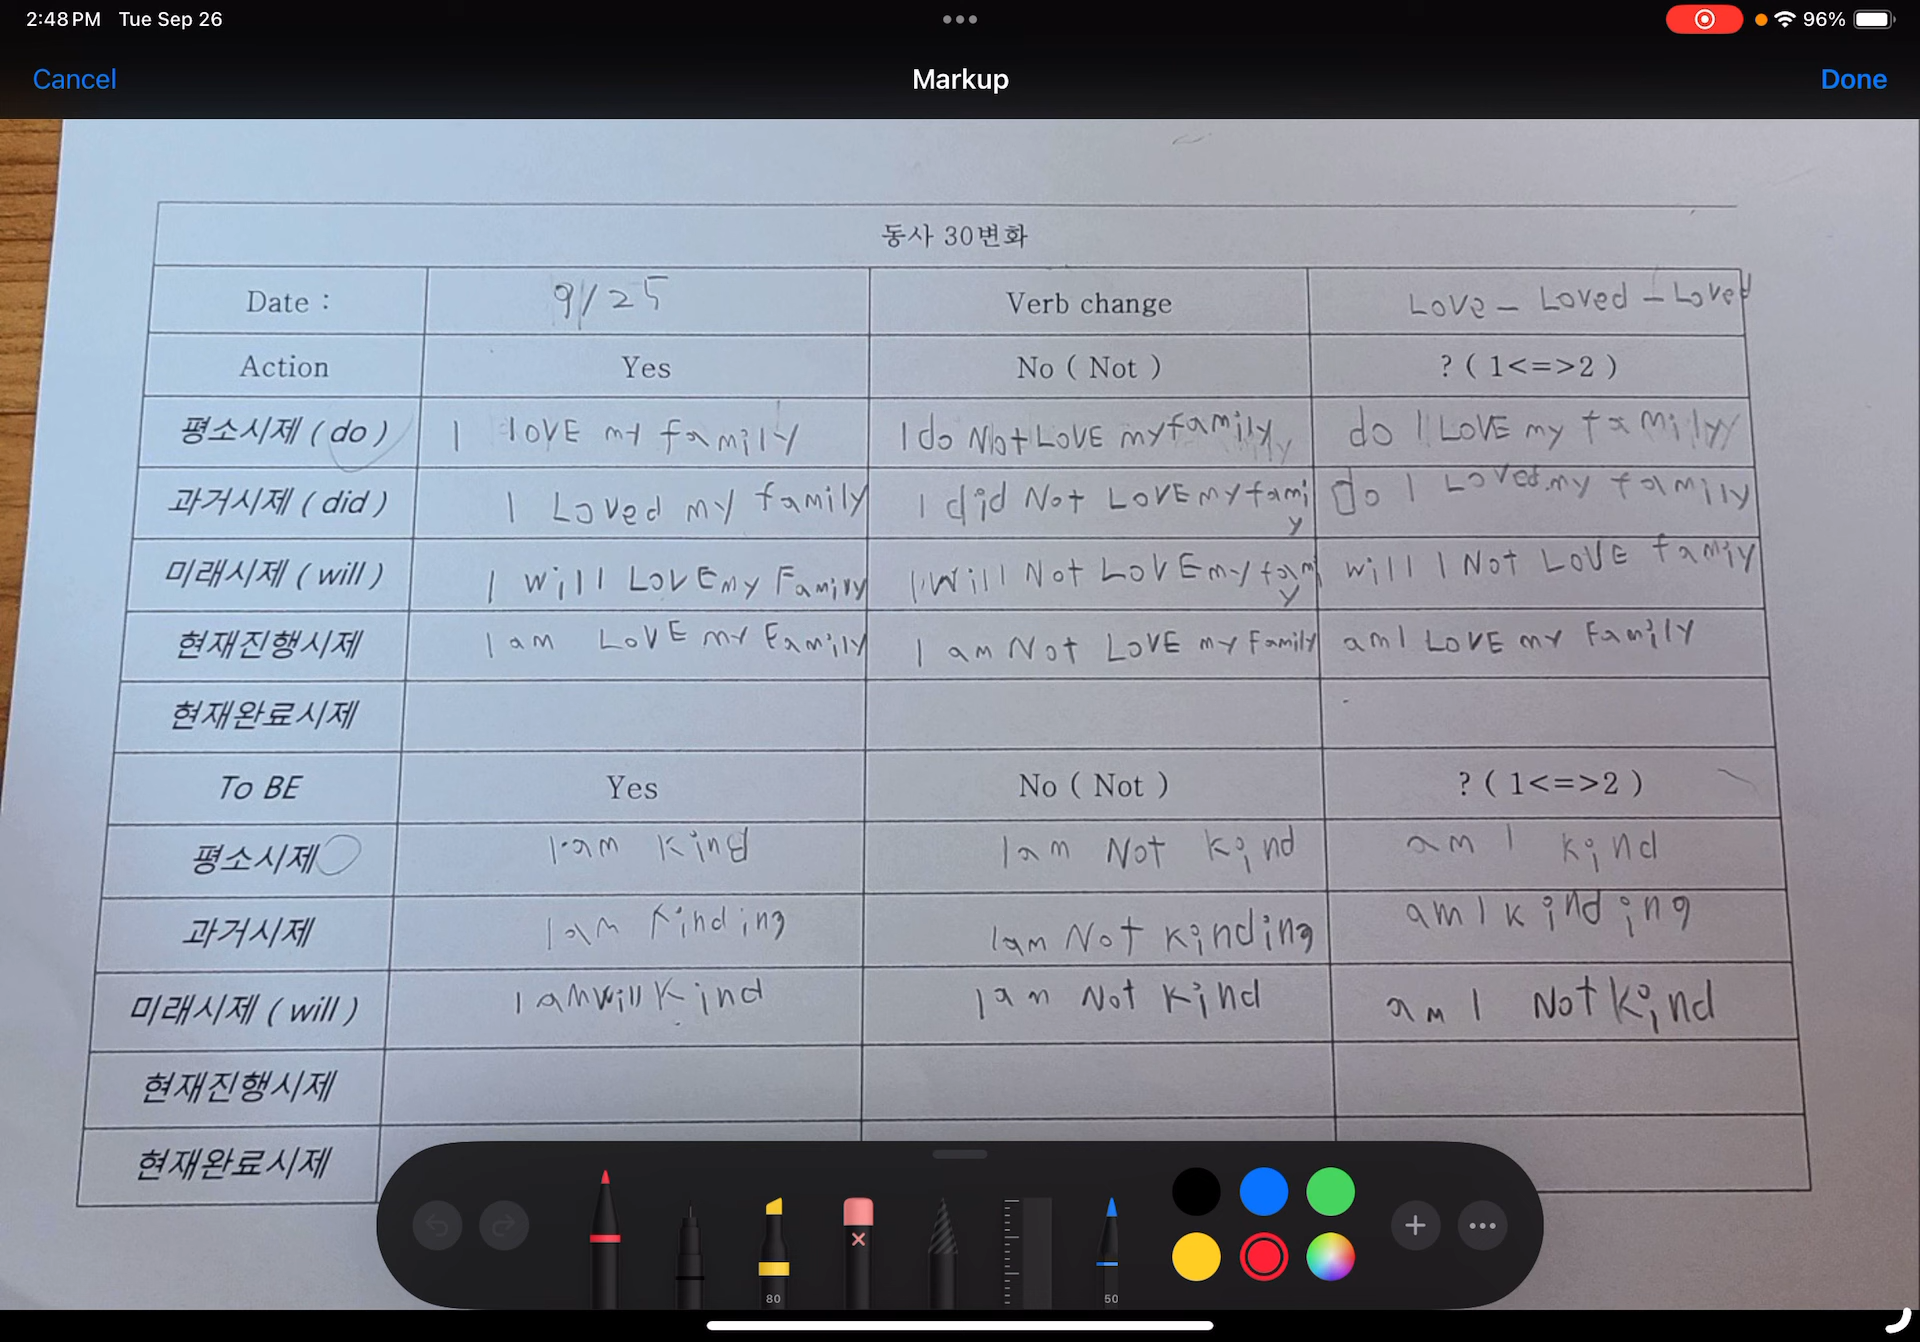 2:48 PM Tue Sep 26 96%
Cancel Markup Done
동사 30변화
Date : 9/25 Verb change Love - Loved - Loved
Action Yes No ( Not ) ? ( 1<=>2 )
평소시제 ( do ) I lOVE my family I do Not LOVE my family do I LOVE my family
과거시제 ( did ) I Loved my family I did Not LOVE my fami y do I Loved my family
미래시제 ( will ) I will LOVE my Famiry I Will Not LOVE my fam y will I Not LOVE famiy
현재진행시제 I am LOVE my Family I am Not LOVE my Family am I LOVE my Family
현재완료시제
To BE Yes No ( Not ) ? ( 1<=>2 )
평소시제 I am kind I am Not kind am I kind
과거시제 I am kinding I am Not kinding am I kinding
미래시제 ( will ) I am will kind I am Not kind am I Not kind
현재진행시제
현재완료시제
80 50